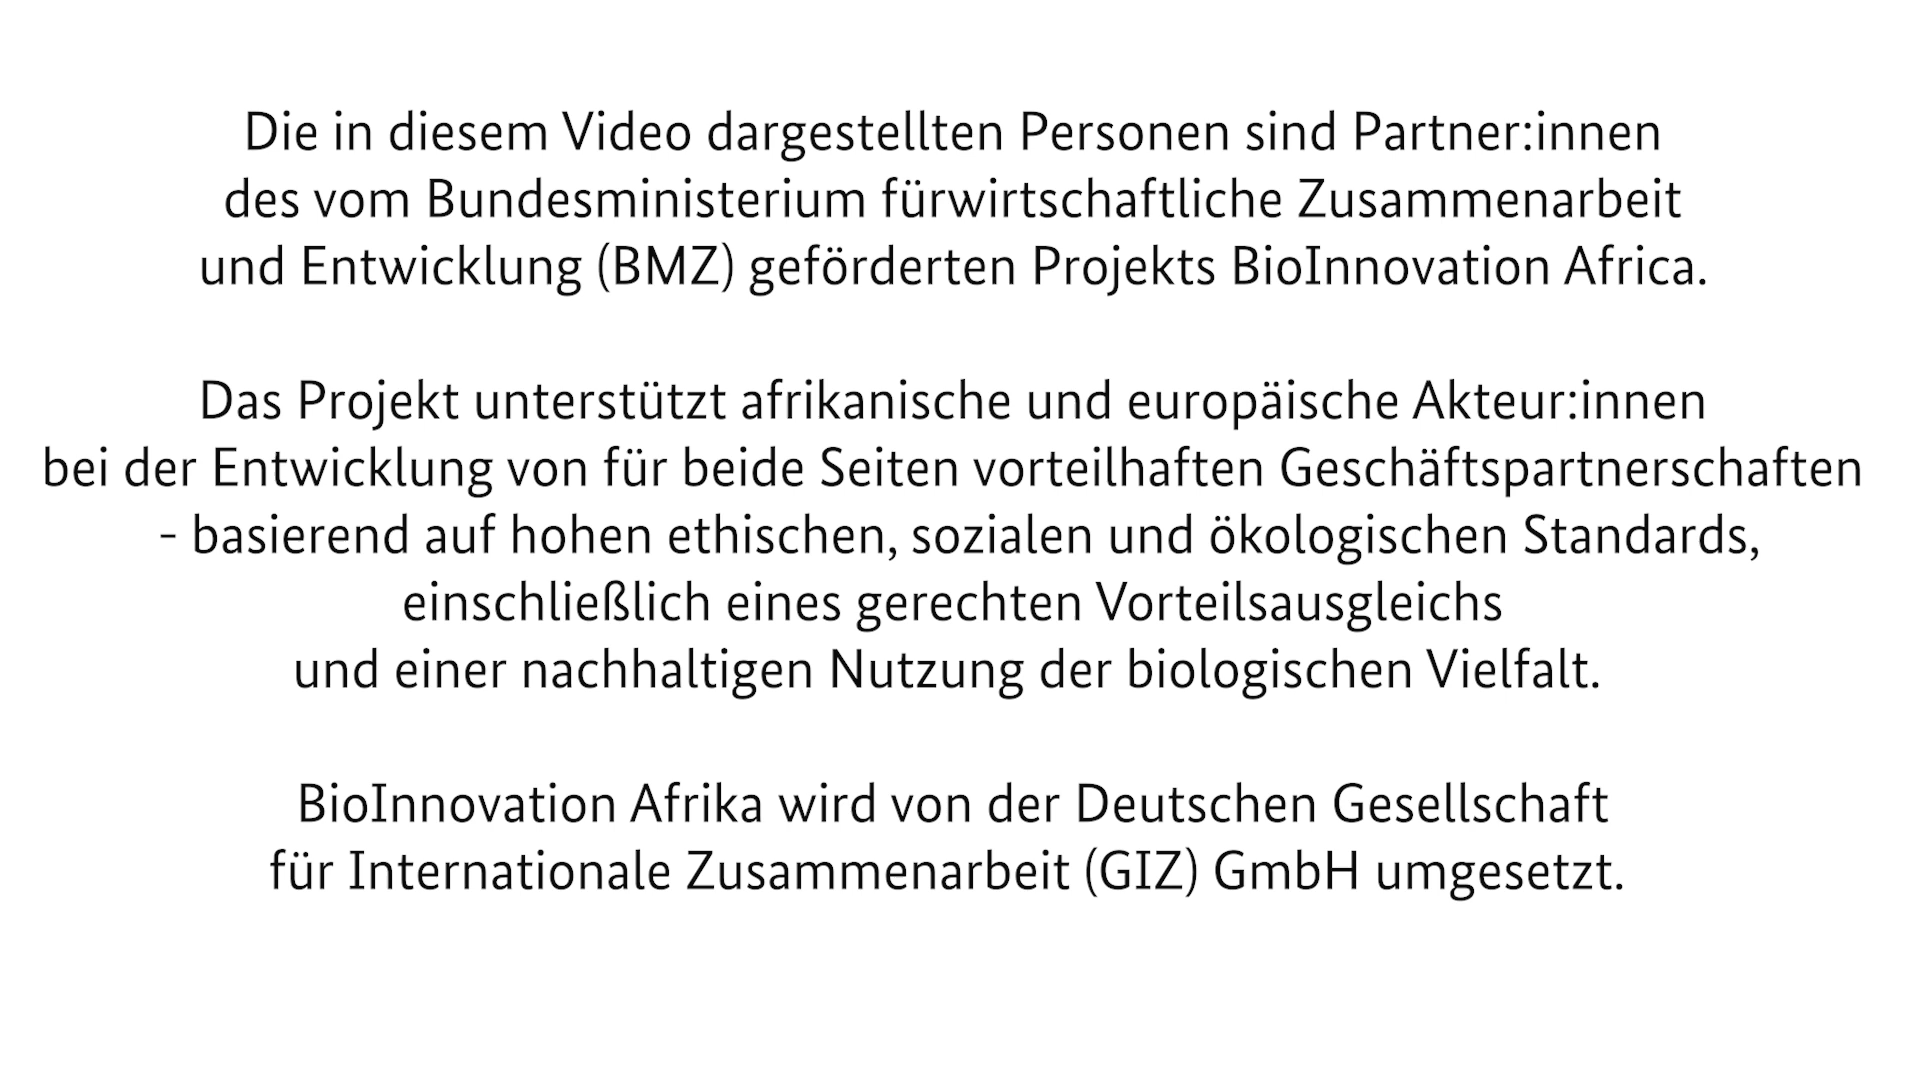 Die in diesem Video dargestellten Personen sind Partner:innen
des vom Bundesministerium fürwirtschaftliche Zusammenarbeit
und Entwicklung (BMZ) geförderten Projekts BioInnovation Africa.
Das Projekt unterstützt afrikanische und europäische Akteur:innen
bei der Entwicklung von für beide Seiten vorteilhaften Geschäftspartnerschaften
- basierend auf hohen ethischen, sozialen und ökologischen Standards,
einschließlich eines gerechten Vorteilsausgleichs
und einer nachhaltigen Nutzung der biologischen Vielfalt.
BioInnovation Afrika wird von der Deutschen Gesellschaft
für Internationale Zusammenarbeit (GIZ) GmbH umgesetzt.